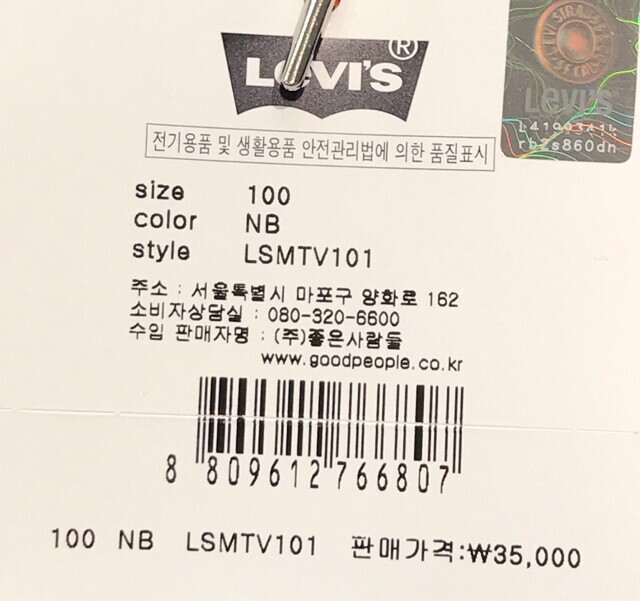 LEVI'S®
Levi's
rbzs860dn
전기용품 및 생활용품 안전관리법에 의한 품질표시
size 100
color NB
style LSMTV101
주소 : 서울특별시 마포구 양화로 162
소비자상담실 : 080-320-6600
수입 판매자명 : (주)좋은사람들
www.goodpeople.co.kr
8 809612 766807
100 NB LSMTV101 판매가격:₩35,000